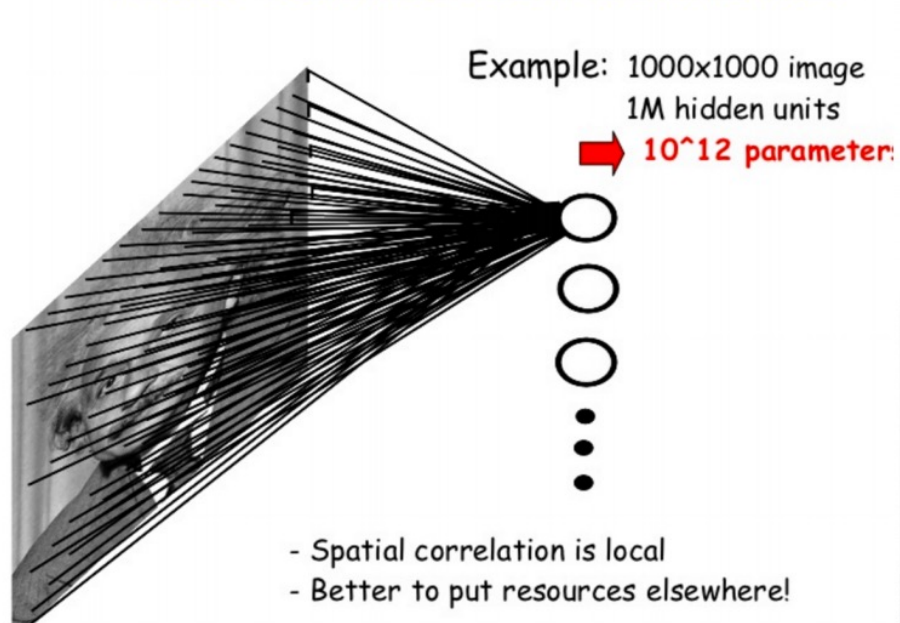 Example: 1000x1000 image
1M hidden units
10^12 parameter
- Spatial correlation is local
- Better to put resources elsewhere!